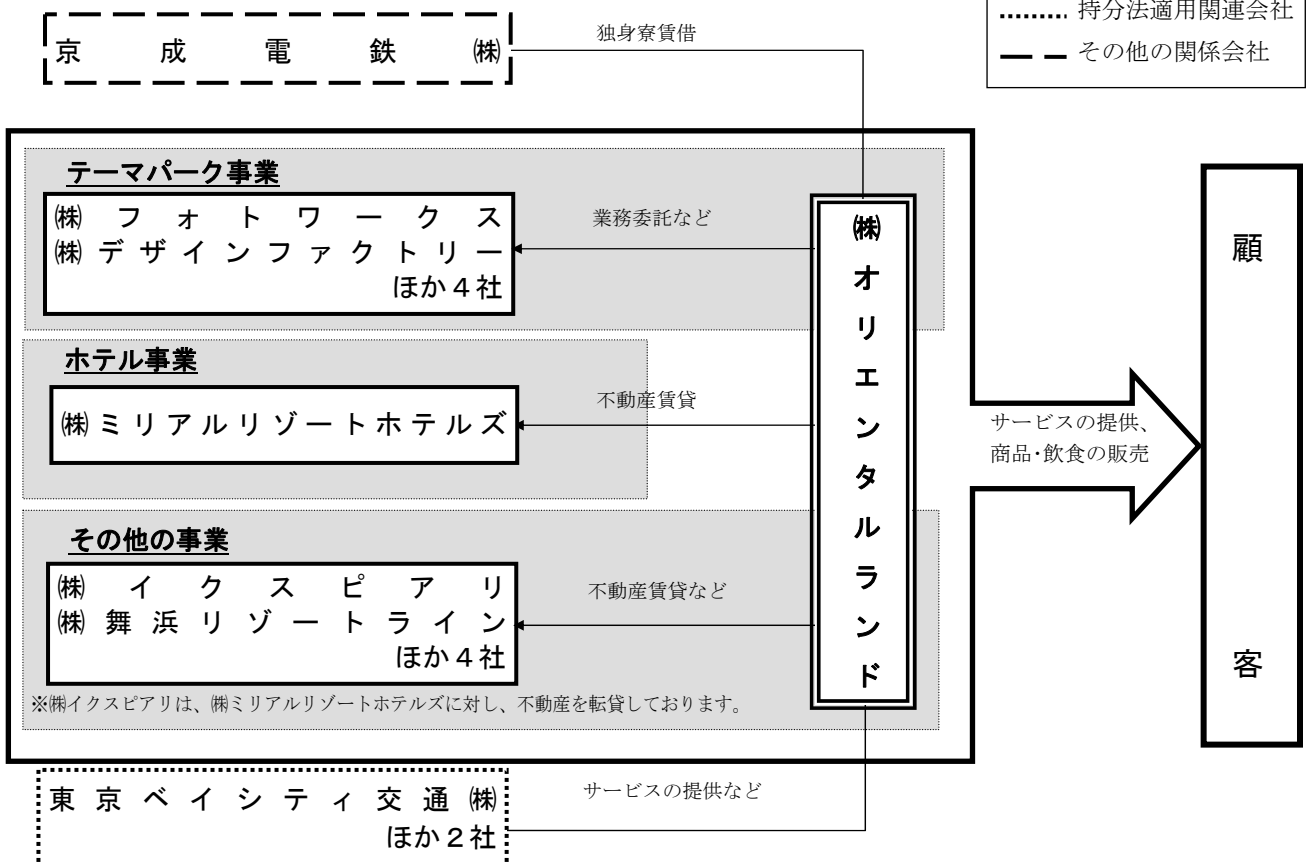 持分法適用関連会社
その他の関係会社
京成電鉄㈱
独身寮賃借
テーマパーク事業
㈱フォトワークス
㈱デザインファクトリー
ほか4社
業務委託など
ホテル事業
㈱ミリアルリゾートホテルズ
不動産賃貸
その他の事業
㈱イクスピアリ
㈱舞浜リゾートライン
ほか4社
不動産賃貸など
※㈱イクスピアリは、㈱ミリアルリゾートホテルズに対し、不動産を転貸しております。
㈱オリエンタルランド
サービスの提供、
商品・飲食の販売
顧客
東京ベイシティ交通㈱
ほか2社
サービスの提供など